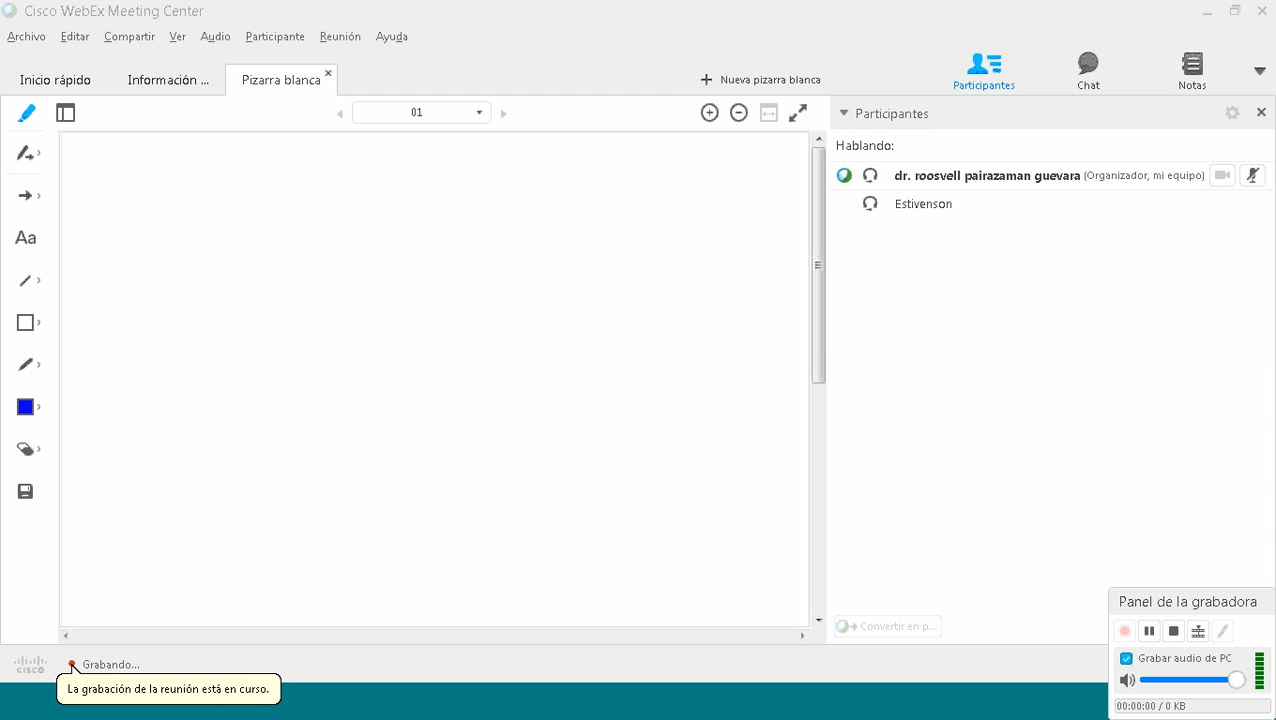 Cisco WebEx Meeting Center
Archivo Editar Compartir Ver Audio Participante Reunión Ayuda
Inicio rápido Información ... Pizarra blanca Nueva pizarra blanca
Participantes Chat Notas
01
Participantes
Hablando:
dr. roosvell pairazaman guevara (Organizador, mi equipo)
Estivenson
Aa
Convertir en p...
Panel de la grabadora
Grabar audio de PC
00:00:00 / 0 KB
cisco
Grabando...
La grabación de la reunión está en curso.